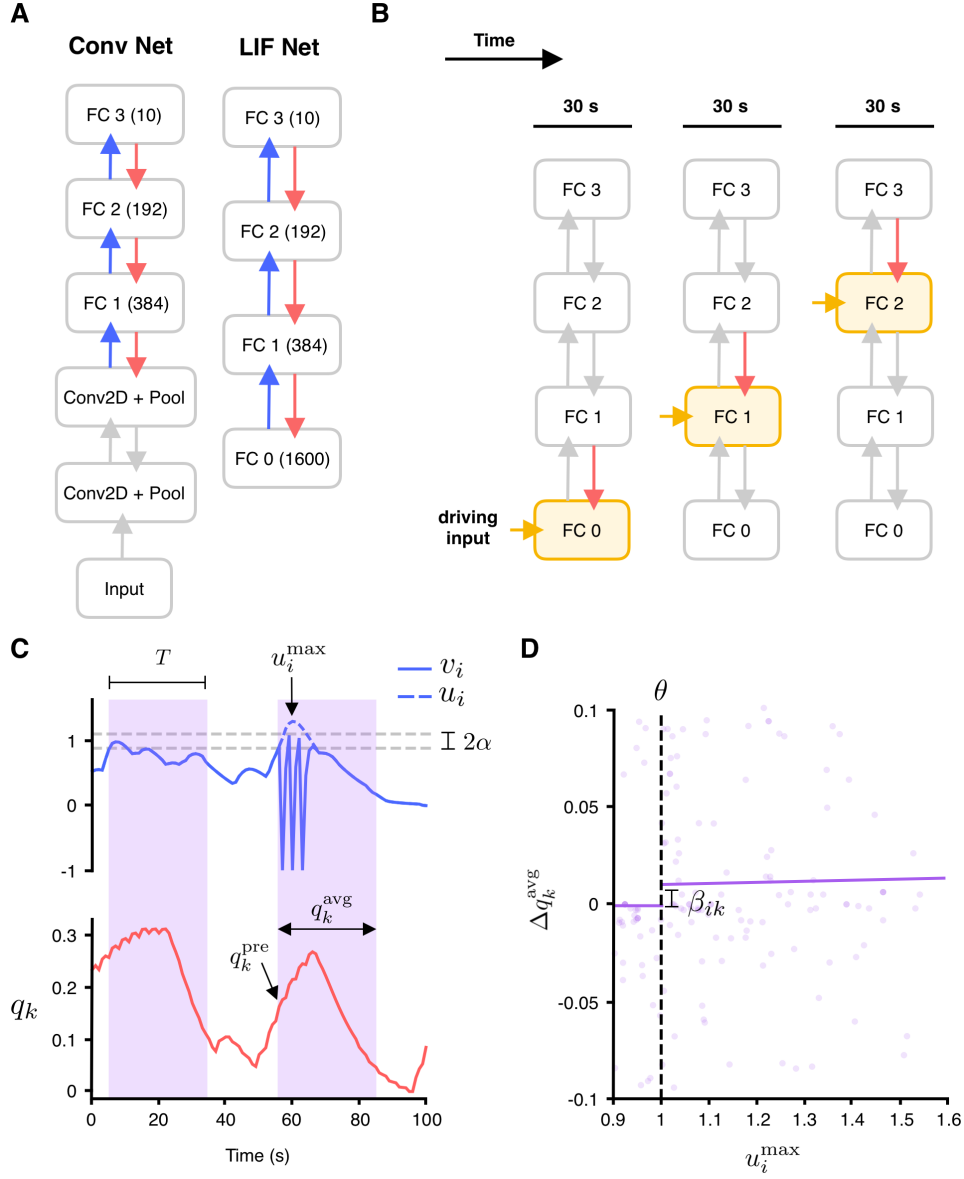 A
Conv Net
LIF Net
FC 3 (10)
FC 2 (192)
FC 1 (384)
Conv2D + Pool
Conv2D + Pool
Input
FC 3 (10)
FC 2 (192)
FC 1 (384)
FC 0 (1600)
B
Time
30 s
30 s
30 s
FC 3
FC 2
FC 1
FC 0
driving
input
FC 3
FC 2
FC 1
FC 0
FC 3
FC 2
FC 1
FC 0
C
T
u_i^max
v_i
u_i
2α
1
0
-1
q_k^avg
q_k^pre
q_k
0.3
0.2
0.1
0
0
20
40
60
80
100
Time (s)
D
θ
Δq_k^avg
0.1
0.05
0
-0.05
-0.1
β_ik
0.9
1
1.1
1.2
1.3
1.4
1.5
1.6
u_i^max